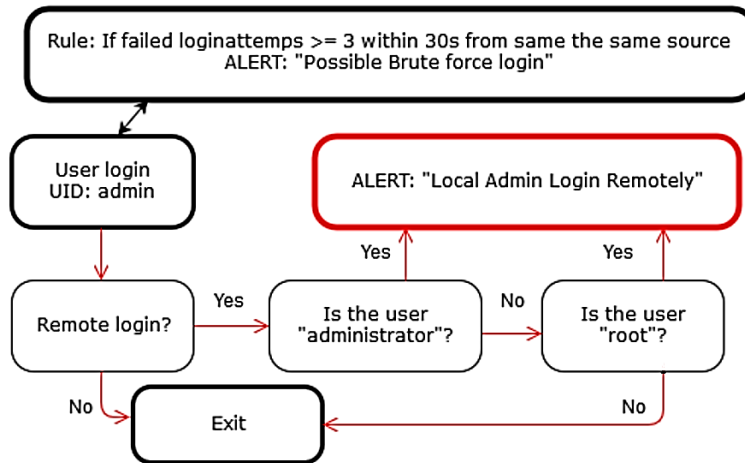 Rule: If failed loginattemps >= 3 within 30s from same the same source
ALERT: "Possible Brute force login"
User login
UID: admin
ALERT: "Local Admin Login Remotely"
Yes
Yes
Remote login?
Yes
Is the user
"administrator"?
No
Is the user
"root"?
No
Exit
No